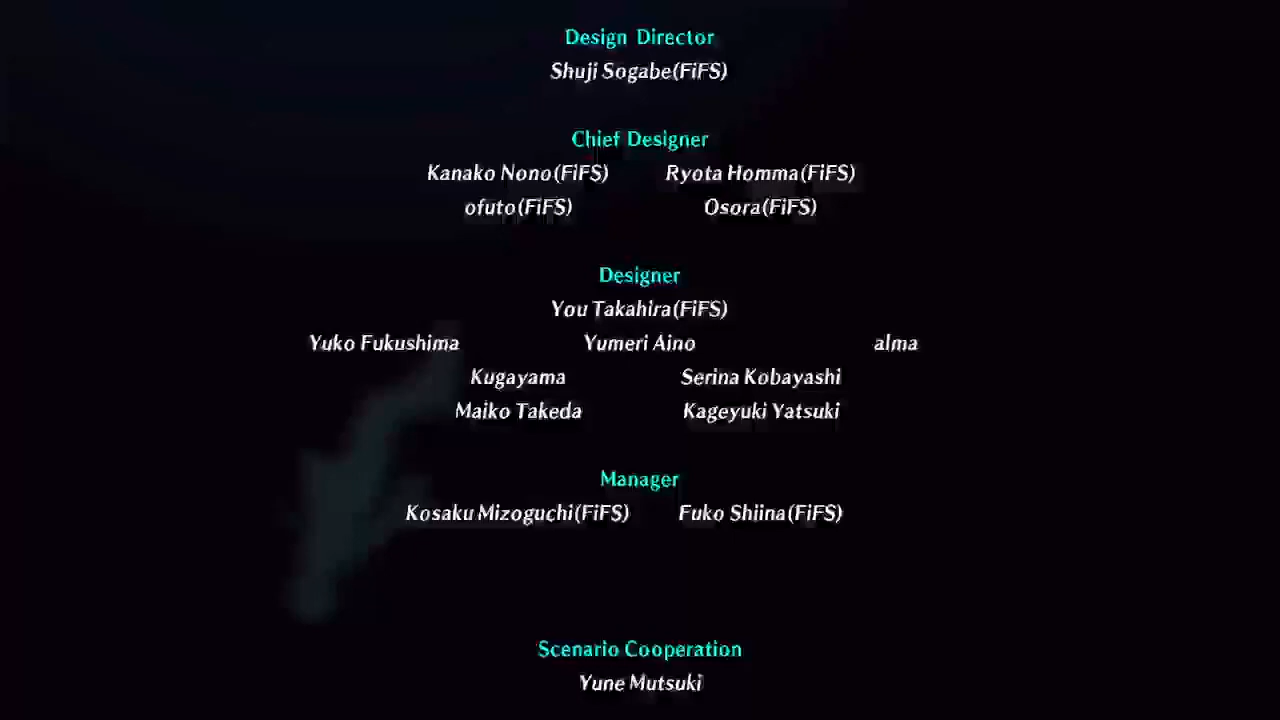 Design Director
Shuji Sogabe(FiFS)
Chief Designer
Kanako Nono(FiFS) Ryota Homma(FiFS)
ofuto(FiFS) Osora(FiFS)
Designer
You Takahira(FiFS)
Yuko Fukushima Yumeri Aino alma
Kugayama Serina Kobayashi
Maiko Takeda Kageyuki Yatsuki
Manager
Kosaku Mizoguchi(FiFS) Fuko Shiina(FiFS)
Scenario Cooperation
Yune Mutsuki